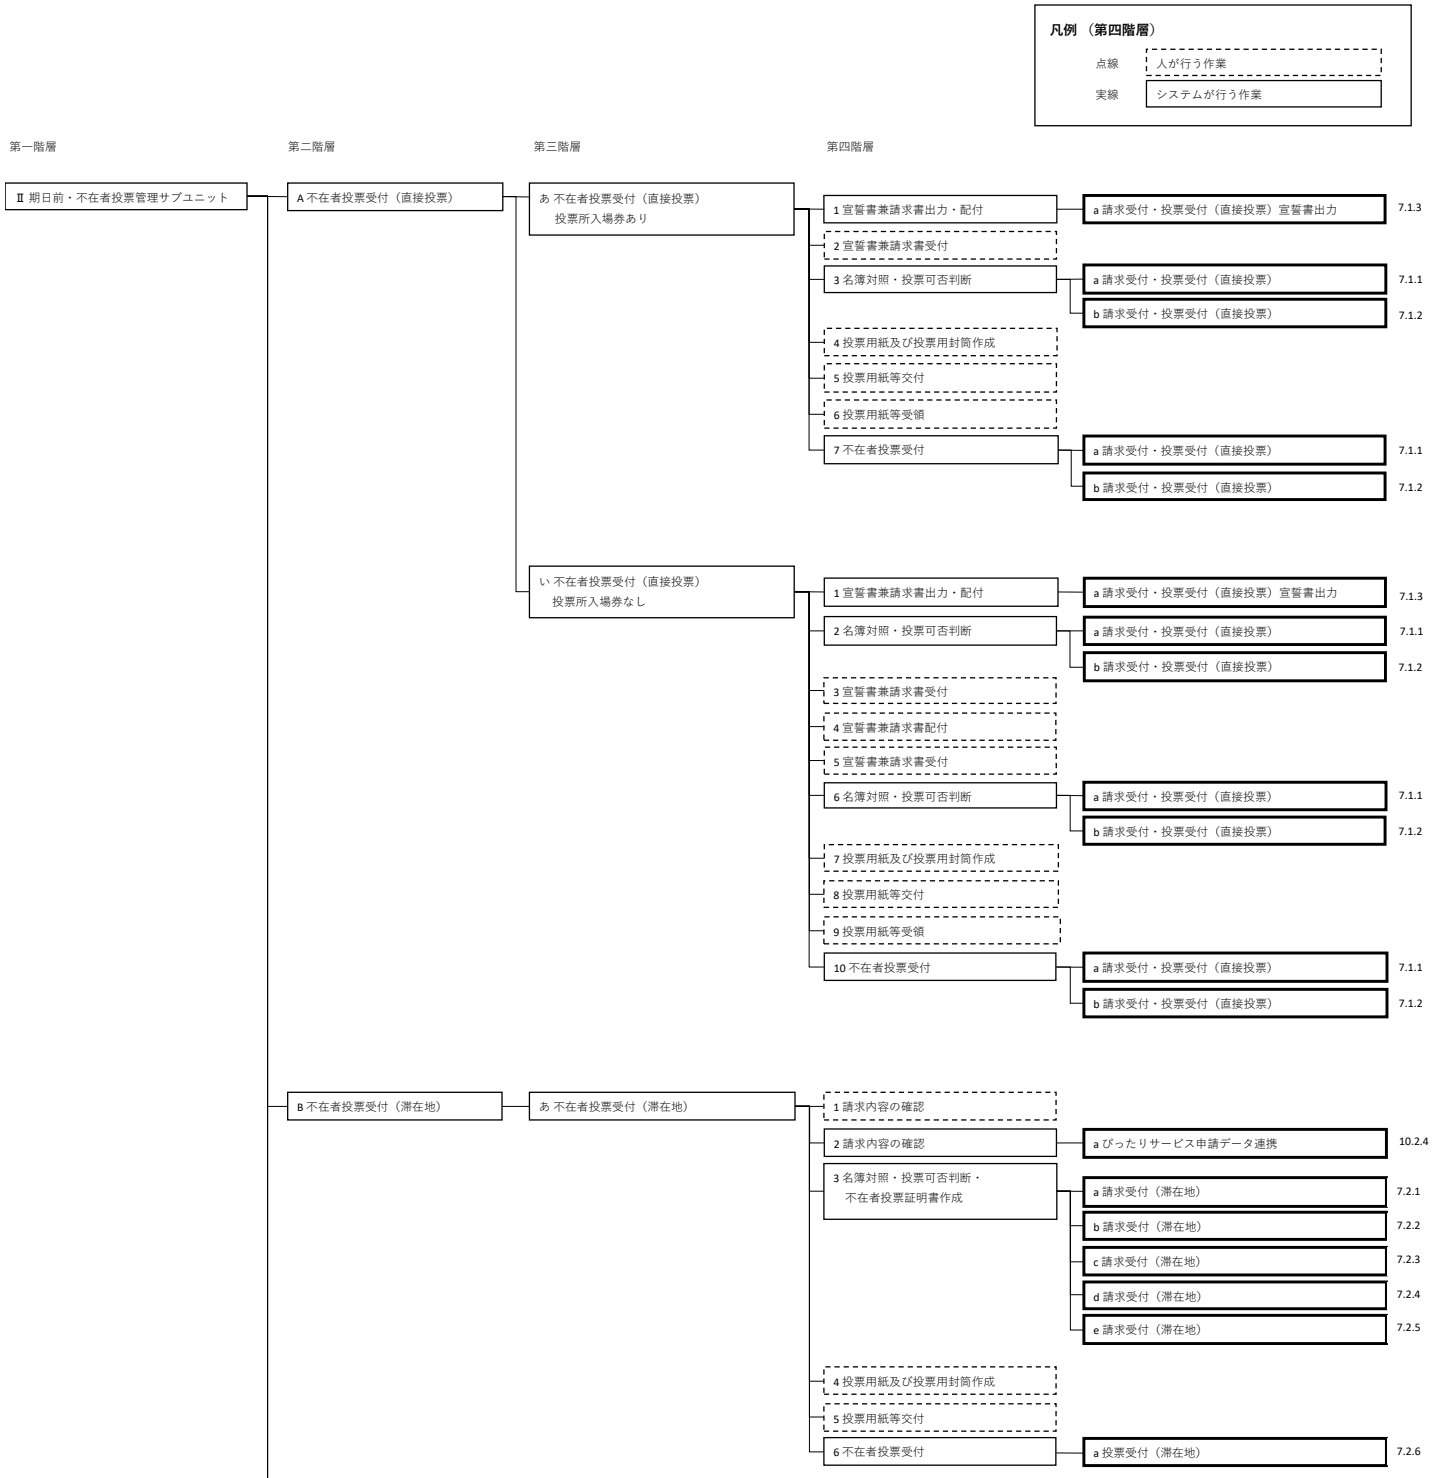 凡例 （第四階層）
点線 人が行う作業
実線 システムが行う作業
第一階層 第二階層 第三階層 第四階層
Ⅱ 期日前・不在者投票管理サブユニット
A 不在者投票受付（直接投票）
あ 不在者投票受付（直接投票）
投票所入場券あり
1 宣誓書兼請求書出力・配付
a 請求受付・投票受付（直接投票）宣誓書出力 7.1.3
2 宣誓書兼請求書受付
3 名簿対照・投票可否判断
a 請求受付・投票受付（直接投票） 7.1.1
b 請求受付・投票受付（直接投票） 7.1.2
4 投票用紙及び投票用封筒作成
5 投票用紙等交付
6 投票用紙等受領
7 不在者投票受付
a 請求受付・投票受付（直接投票） 7.1.1
b 請求受付・投票受付（直接投票） 7.1.2
い 不在者投票受付（直接投票）
投票所入場券なし
1 宣誓書兼請求書出力・配付
a 請求受付・投票受付（直接投票）宣誓書出力 7.1.3
2 名簿対照・投票可否判断
a 請求受付・投票受付（直接投票） 7.1.1
b 請求受付・投票受付（直接投票） 7.1.2
3 宣誓書兼請求書受付
4 宣誓書兼請求書配付
5 宣誓書兼請求書受付
6 名簿対照・投票可否判断
a 請求受付・投票受付（直接投票） 7.1.1
b 請求受付・投票受付（直接投票） 7.1.2
7 投票用紙及び投票用封筒作成
8 投票用紙等交付
9 投票用紙等受領
10 不在者投票受付
a 請求受付・投票受付（直接投票） 7.1.1
b 請求受付・投票受付（直接投票） 7.1.2
B 不在者投票受付（滞在地）
あ 不在者投票受付（滞在地）
1 請求内容の確認
2 請求内容の確認
a ぴったりサービス申請データ連携 10.2.4
3 名簿対照・投票可否判断・
不在者投票証明書作成
a 請求受付（滞在地） 7.2.1
b 請求受付（滞在地） 7.2.2
c 請求受付（滞在地） 7.2.3
d 請求受付（滞在地） 7.2.4
e 請求受付（滞在地） 7.2.5
4 投票用紙及び投票用封筒作成
5 投票用紙等交付
6 不在者投票受付
a 投票受付（滞在地） 7.2.6